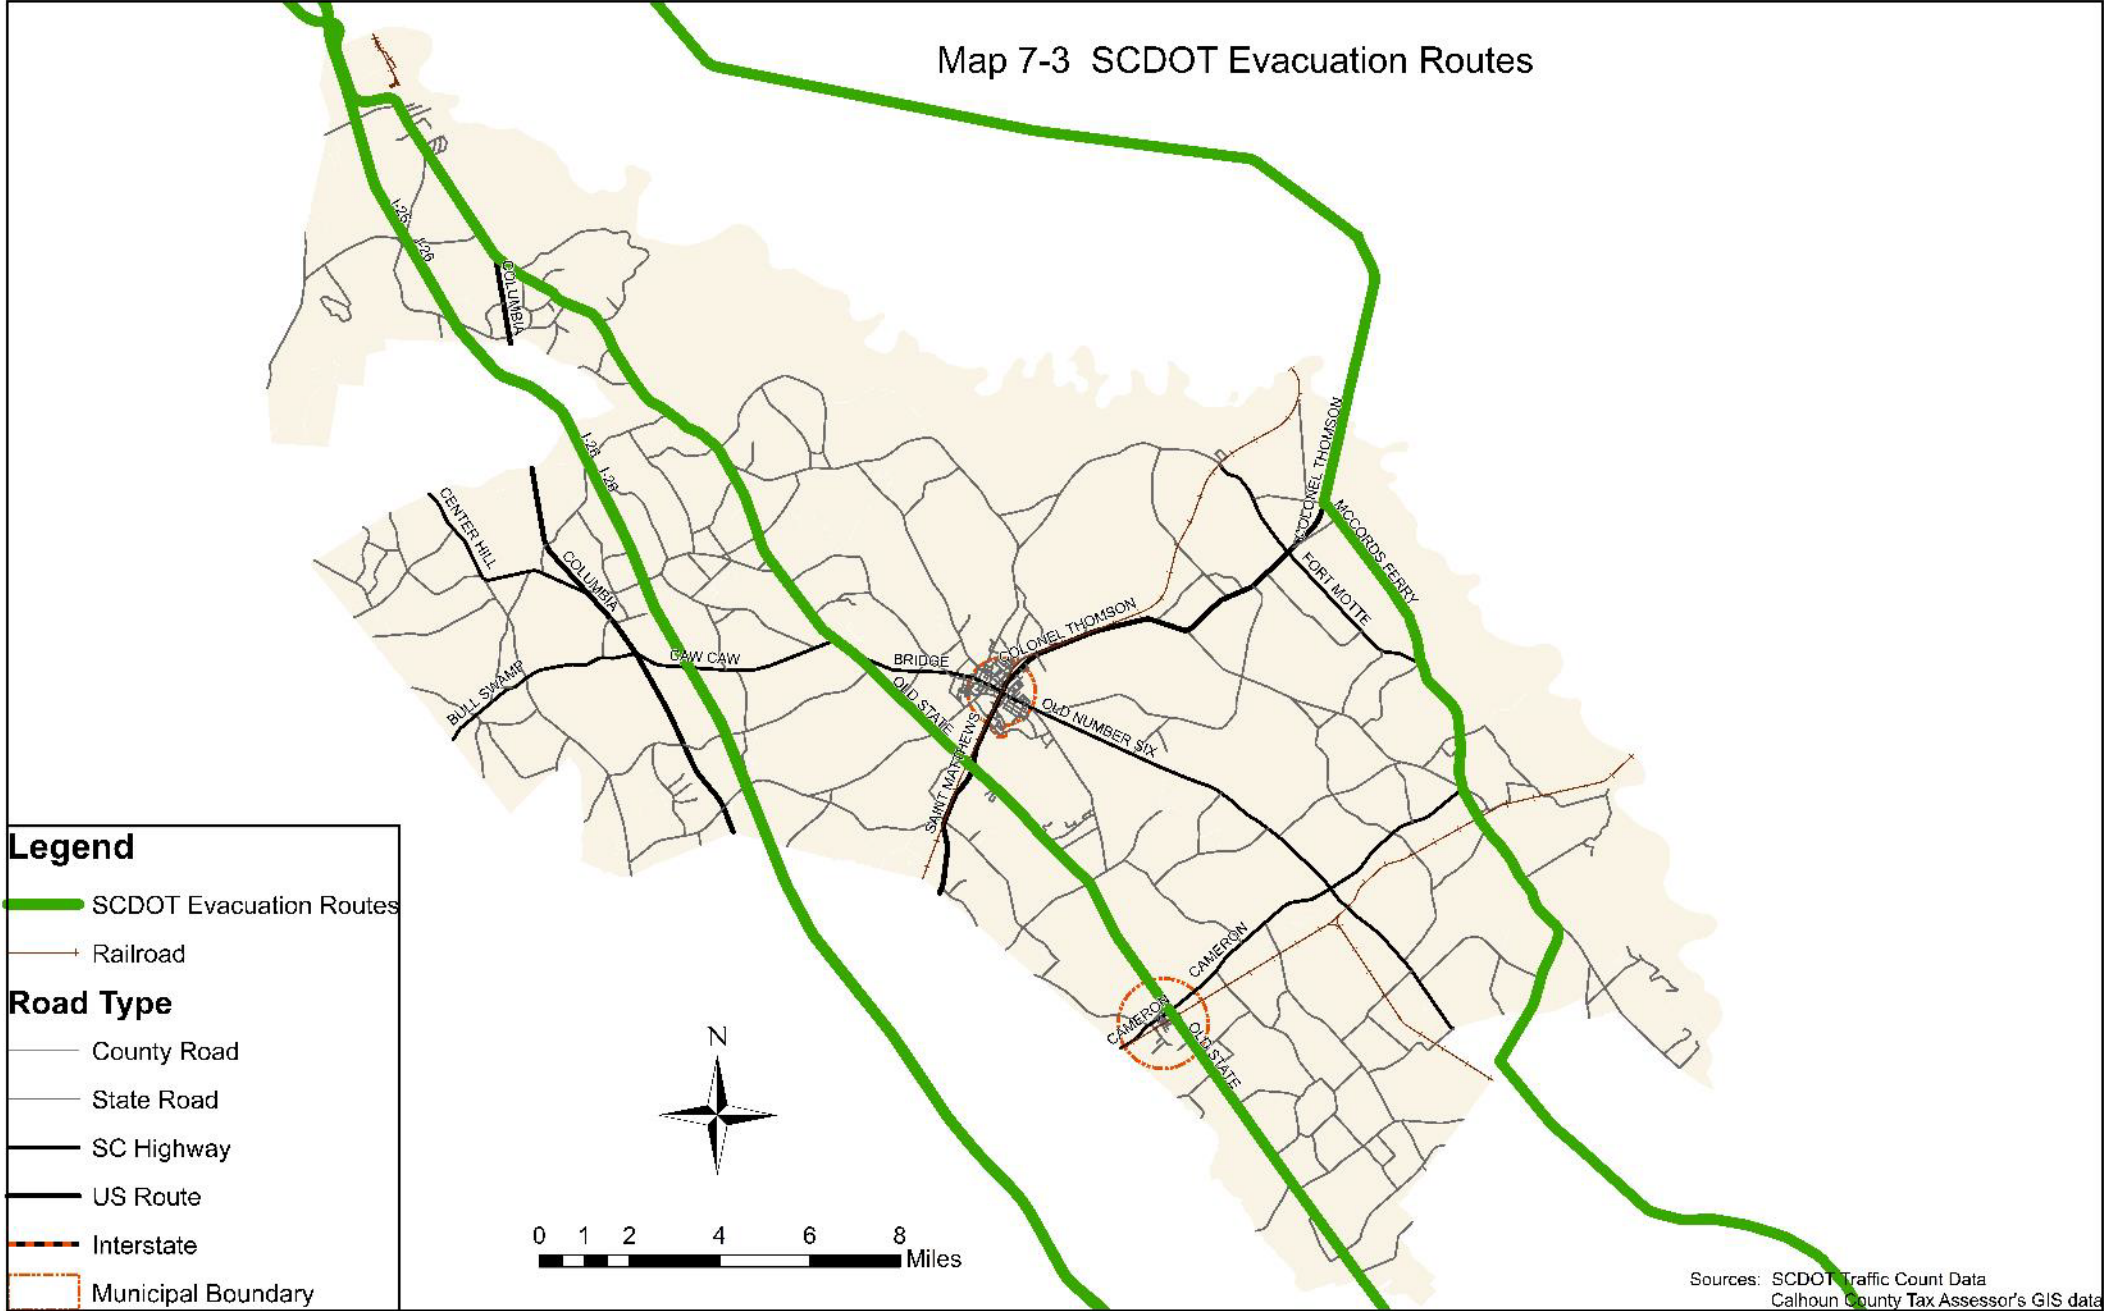 Map 7-3 SCDOT Evacuation Routes
I-26
I-26
COLUMBIA
I-26
I-26
COLONEL THOMSON
COLONEL THOMSON
MCCORDS FERRY
CENTER HILL
COLUMBIA
FORT MOTTE
COLONEL THOMSON
CAW CAW
BRIDGE
BULL SWAMP
OLD STATE
OLD NUMBER SIX
SAINT MATTHEWS
CAMERON
CAMERON
OLD STATE
Legend
SCDOT Evacuation Routes
Railroad
Road Type
County Road
State Road
SC Highway
US Route
Interstate
Municipal Boundary
N
0 1 2 4 6 8
Miles
Sources: SCDOT Traffic Count Data
Calhoun County Tax Assessor's GIS data